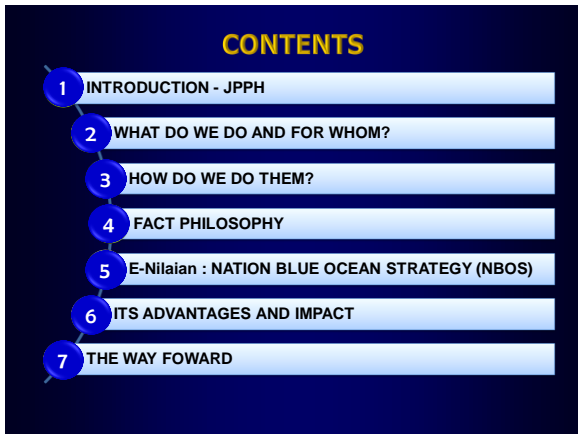 CONTENTS
1 INTRODUCTION - JPPH
2 WHAT DO WE DO AND FOR WHOM?
3 HOW DO WE DO THEM?
4 FACT PHILOSOPHY
5 E-Nilaian : NATION BLUE OCEAN STRATEGY (NBOS)
6 ITS ADVANTAGES AND IMPACT
7 THE WAY FOWARD